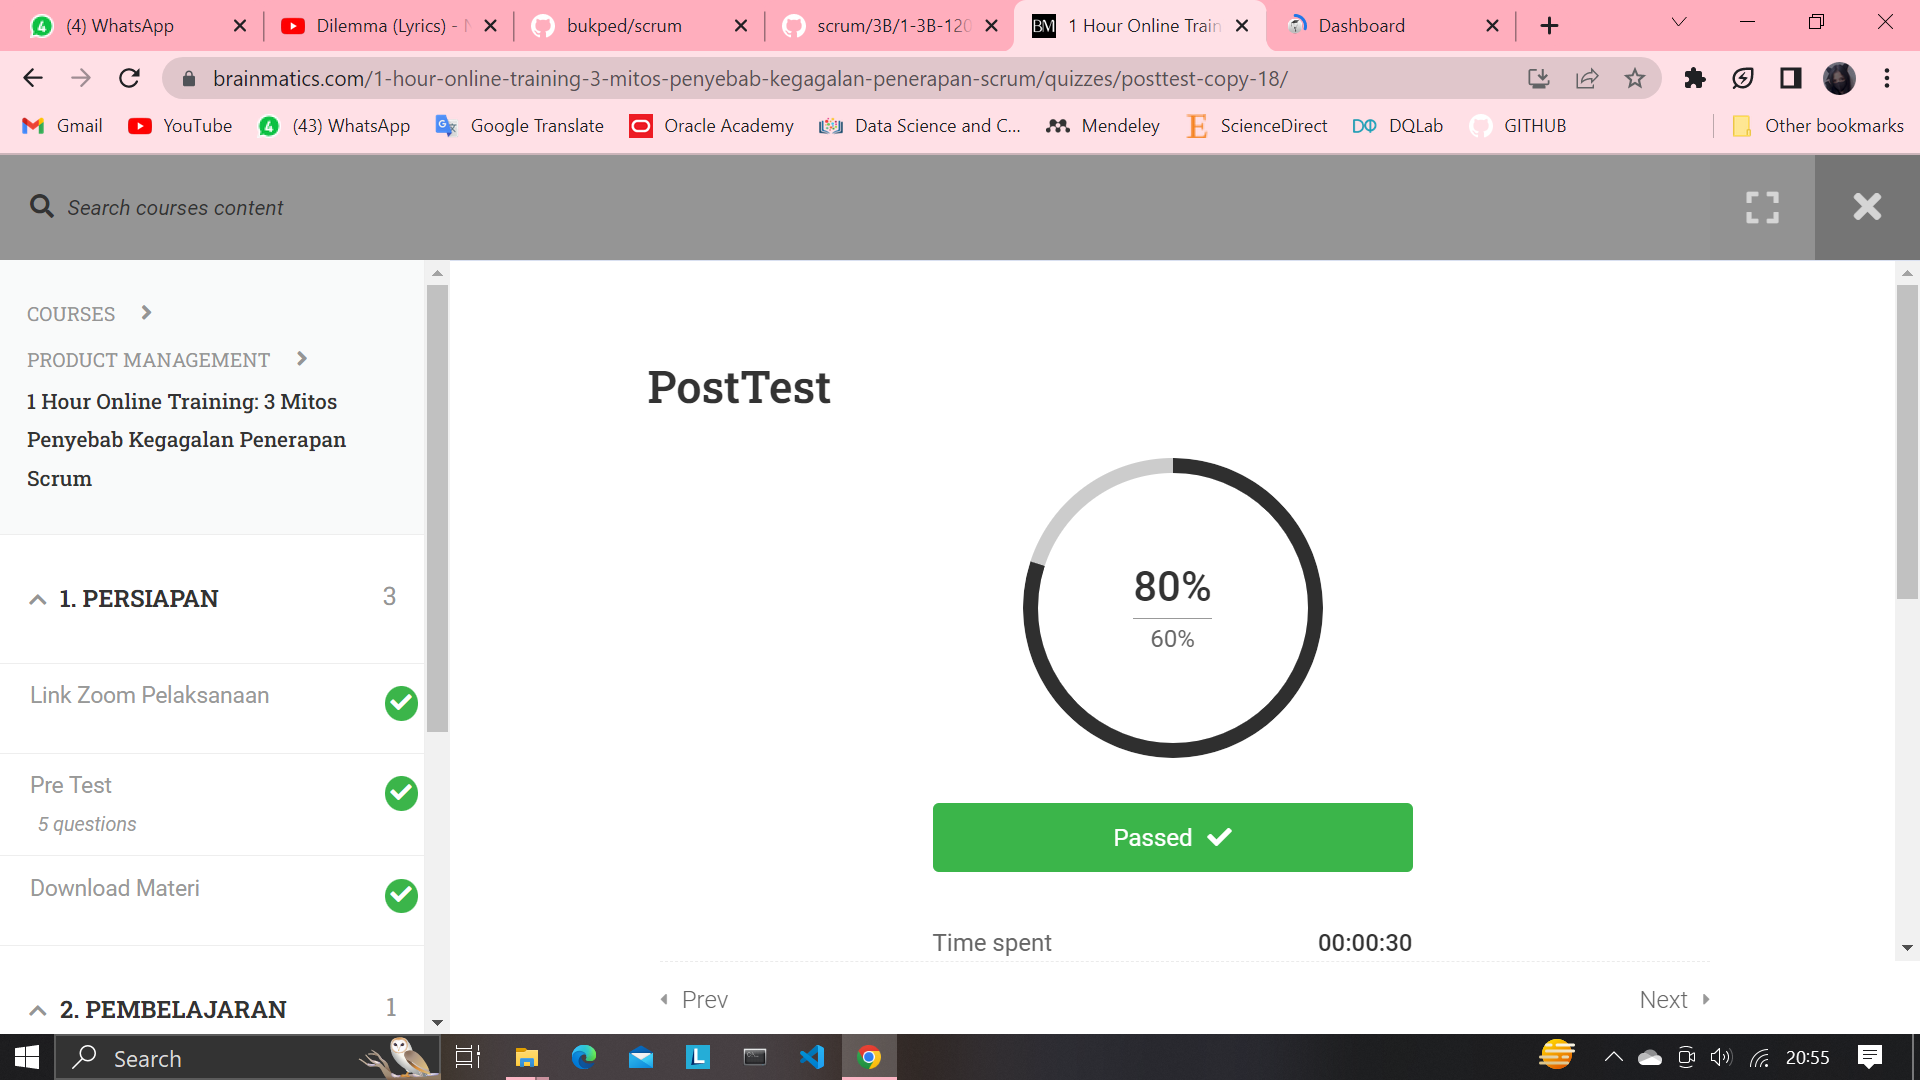 (4) WhatsApp
Dilemma (Lyrics) - N
bukped/scrum
scrum/3B/1-3B-120
BM
1 Hour Online Train
Dashboard
brainmatics.com/1-hour-online-training-3-mitos-penyebab-kegagalan-penerapan-scrum/quizzes/posttest-copy-18/
Gmail
YouTube
(43) WhatsApp
Google Translate
Oracle Academy
Data Science and C...
Mendeley
ScienceDirect
DQLab
GITHUB
Other bookmarks
Search courses content
COURSES
PRODUCT MANAGEMENT
1 Hour Online Training: 3 Mitos
Penyebab Kegagalan Penerapan
Scrum
1. PERSIAPAN 3
Link Zoom Pelaksanaan
Pre Test
5 questions
Download Materi
2. PEMBELAJARAN 1
PostTest
80%
60%
Passed
Time spent 00:00:30
Prev
Next
Search
L
20:55